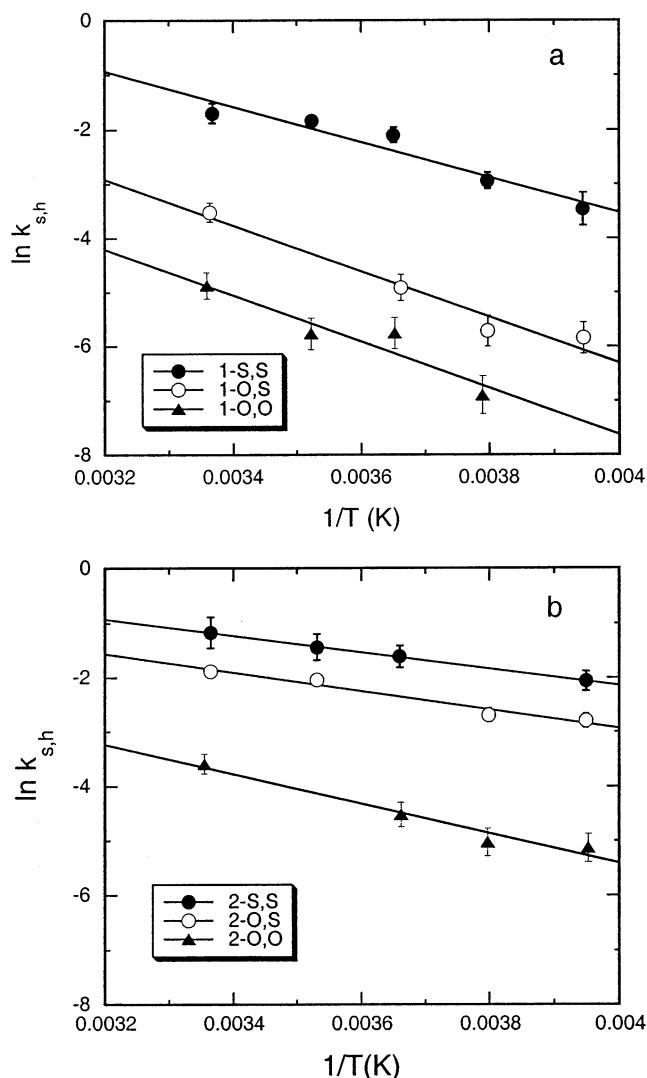 0
a
-2
ln k s,h
-4
-6
1-S,S
1-O,S
1-O,O
-8
0.0032 0.0034 0.0036 0.0038 0.004
1/T (K)
0
b
-2
ln k s,h
-4
-6
2-S,S
2-O,S
2-O,O
-8
0.0032 0.0034 0.0036 0.0038 0.004
1/T(K)